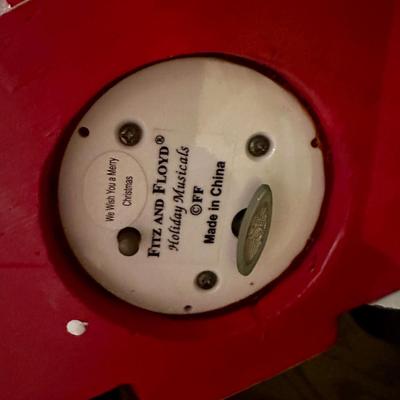 We Wish You a Merry
Christmas
FITZ AND FLOYD®
Holiday Musicals
©FF
Made in China